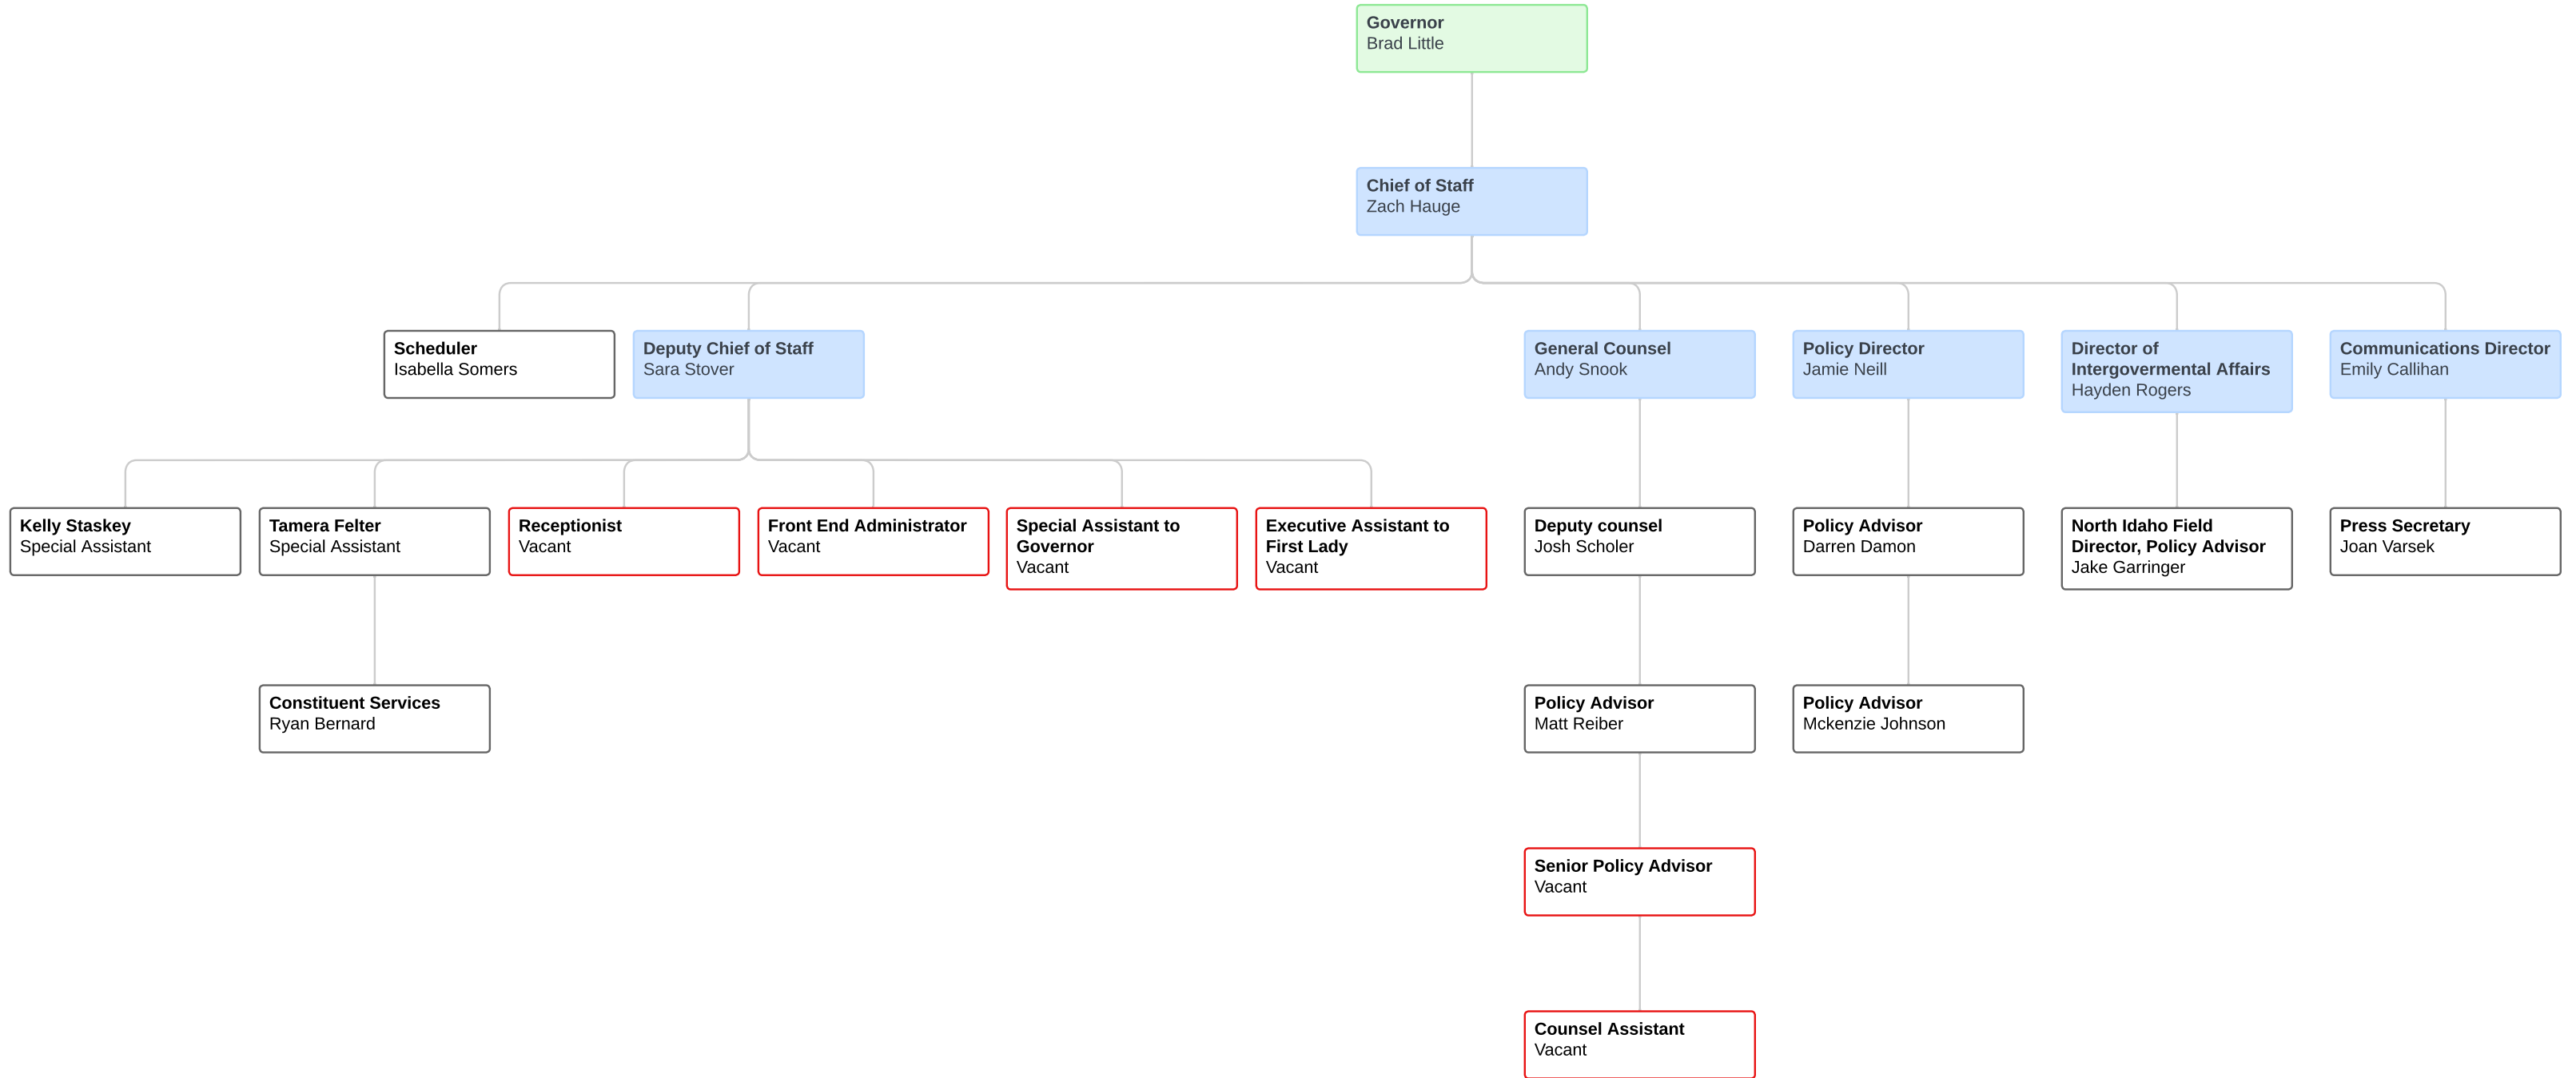 Governor
Brad Little
Chief of Staff
Zach Hauge
Scheduler
Isabella Somers
Deputy Chief of Staff
Sara Stover
General Counsel
Andy Snook
Policy Director
Jamie Neill
Director of
Intergovermental Affairs
Hayden Rogers
Communications Director
Emily Callihan
Kelly Staskey
Special Assistant
Tamera Felter
Special Assistant
Receptionist
Vacant
Front End Administrator
Vacant
Special Assistant to
Governor
Vacant
Executive Assistant to
First Lady
Vacant
Deputy counsel
Josh Scholer
Policy Advisor
Darren Damon
North Idaho Field
Director, Policy Advisor
Jake Garringer
Press Secretary
Joan Varsek
Constituent Services
Ryan Bernard
Policy Advisor
Matt Reiber
Policy Advisor
Mckenzie Johnson
Senior Policy Advisor
Vacant
Counsel Assistant
Vacant